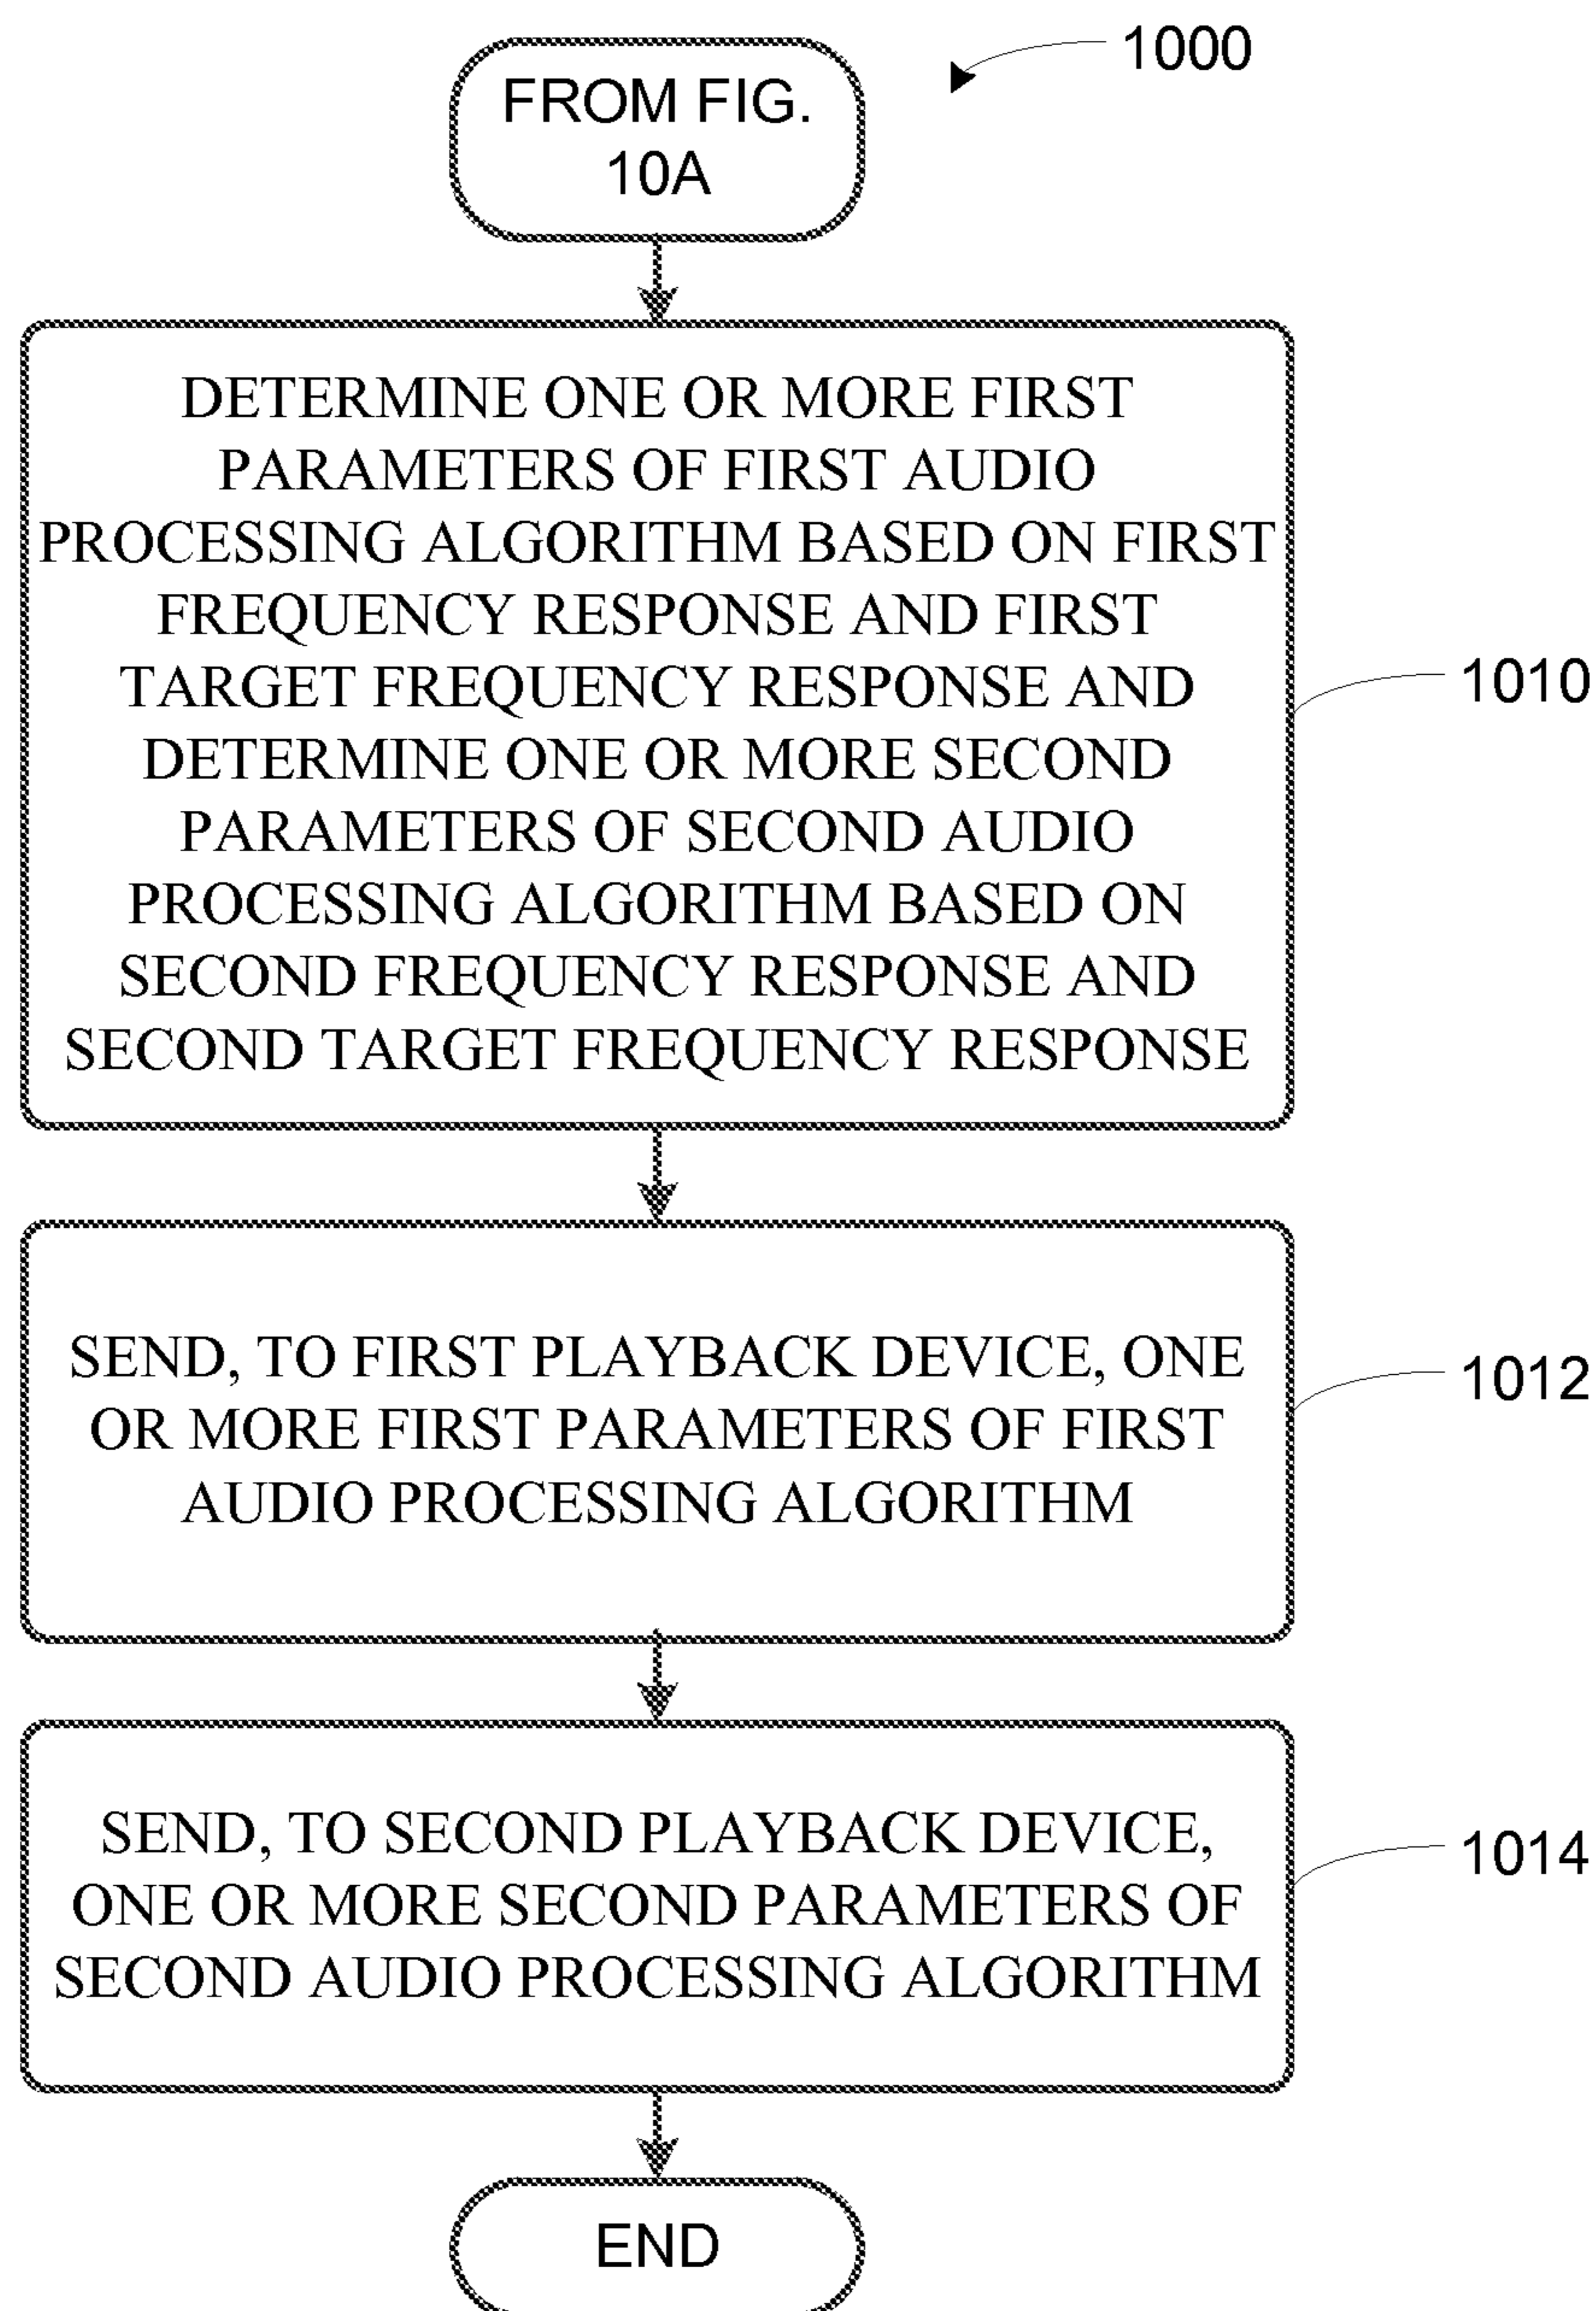 1000
FROM FIG.
10A
DETERMINE ONE OR MORE FIRST
PARAMETERS OF FIRST AUDIO
PROCESSING ALGORITHM BASED ON FIRST
FREQUENCY RESPONSE AND FIRST
TARGET FREQUENCY RESPONSE AND
DETERMINE ONE OR MORE SECOND
PARAMETERS OF SECOND AUDIO
PROCESSING ALGORITHM BASED ON
SECOND FREQUENCY RESPONSE AND
SECOND TARGET FREQUENCY RESPONSE
1010
SEND, TO FIRST PLAYBACK DEVICE, ONE
OR MORE FIRST PARAMETERS OF FIRST
AUDIO PROCESSING ALGORITHM
1012
SEND, TO SECOND PLAYBACK DEVICE,
ONE OR MORE SECOND PARAMETERS OF
SECOND AUDIO PROCESSING ALGORITHM
1014
END